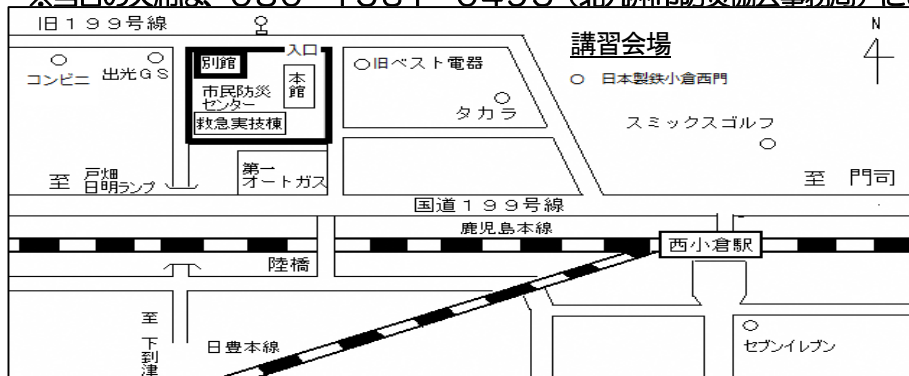 旧１９９号線
N
入口
講習会場
コンビニ
出光ＧＳ
別館
本館
市民防災
センター
救急実技棟
旧ベスト電器
タカラ
日本製鉄小倉西門
スミックスゴルフ
至 戸畑
日明ランプ
第一
オートガス
至 門司
国道１９９号線
鹿児島本線
西小倉駅
陸橋
至 下到津
日豊本線
セブンイレブン